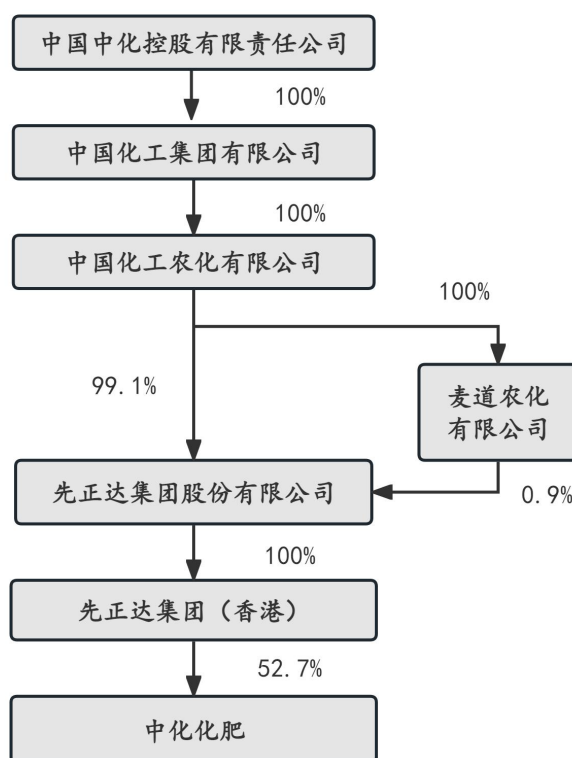 中国中化控股有限责任公司
100%
中国化工集团有限公司
100%
中国化工农化有限公司
100%
99.1%
麦道农化
有限公司
先正达集团股份有限公司
0.9%
100%
先正达集团（香港）
52.7%
中化化肥